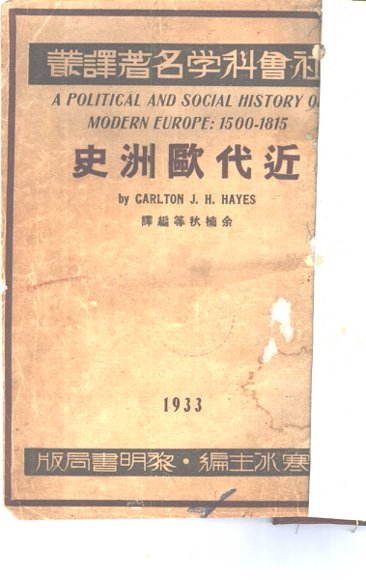 社會科学名著譯叢
A POLITICAL AND SOCIAL HISTORY O
MODERN EUROPE: 1500-1815
近代歐洲史
by CARLTON J. H. HAYES
余楠秋等編譯
1933
寒冰主編・黎明書局版